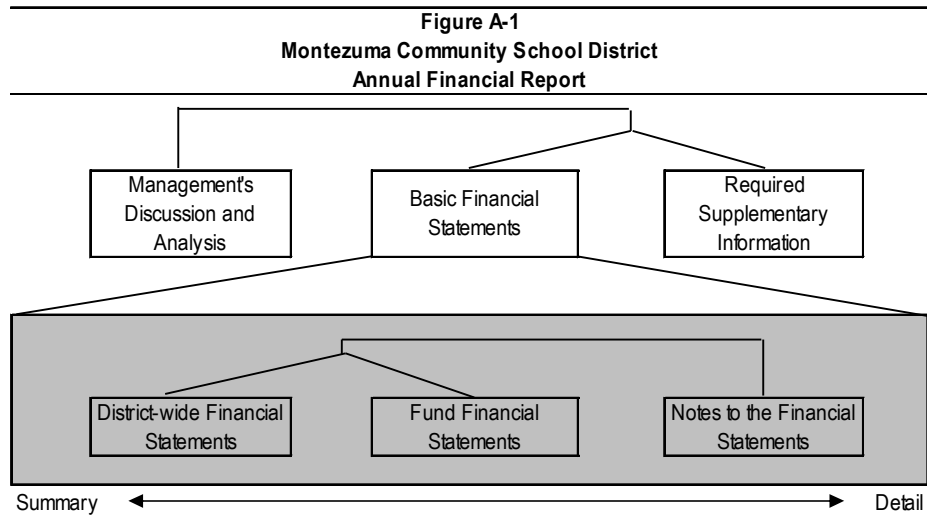 Figure A-1
Montezuma Community School District
Annual Financial Report
Management's
Discussion and
Analysis
Basic Financial
Statements
Required
Supplementary
Information
District-wide Financial
Statements
Fund Financial
Statements
Notes to the Financial
Statements
Summary
Detail